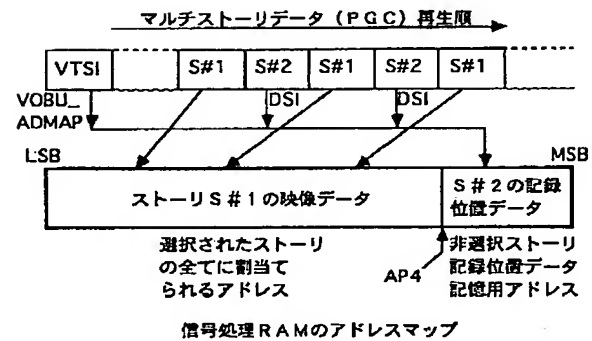 マルチストーリデータ(PGC)再生順
VTSI S#1 S#2 S#1 S#2 S#1
VOBU_
ADMAP
DSI DSI
LSB MSB
ストーリS#1の映像データ
S#2の記録
位置データ
選択されたストーリ
の全てに割当て
られるアドレス
AP4
非選択ストーリ
記録位置データ
記憶用アドレス
信号処理RAMのアドレスマップ